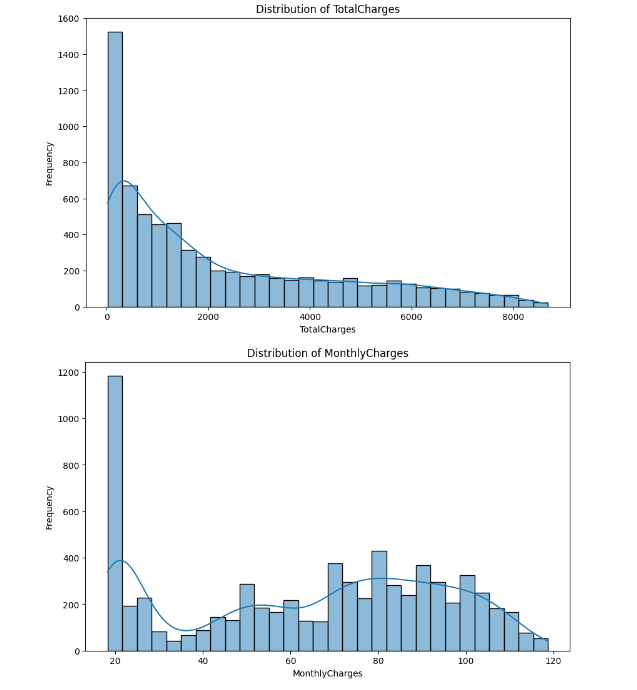 Distribution of TotalCharges
1600
1400
1200
1000
800
600
400
200
0
Frequency
0 2000 4000 6000 8000
TotalCharges
Distribution of MonthlyCharges
1200
1000
800
600
400
200
0
Frequency
20 40 60 80 100 120
MonthlyCharges